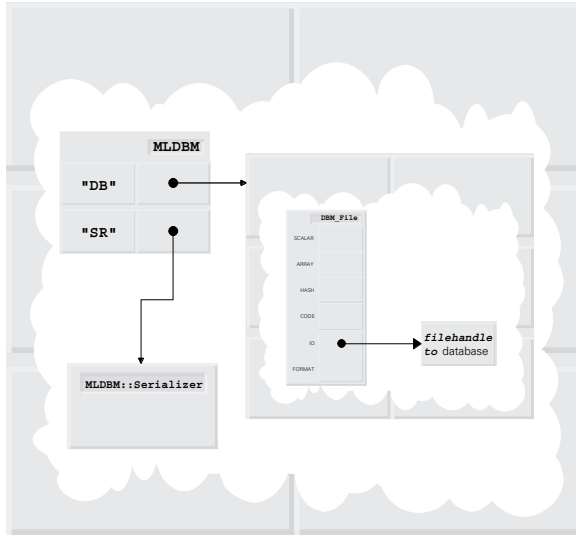 MLDBM
"DB"
"SR"
DBM_File
SCALAR
ARRAY
HASH
CODE
IO
FORMAT
filehandle
to database
MLDBM::Serializer